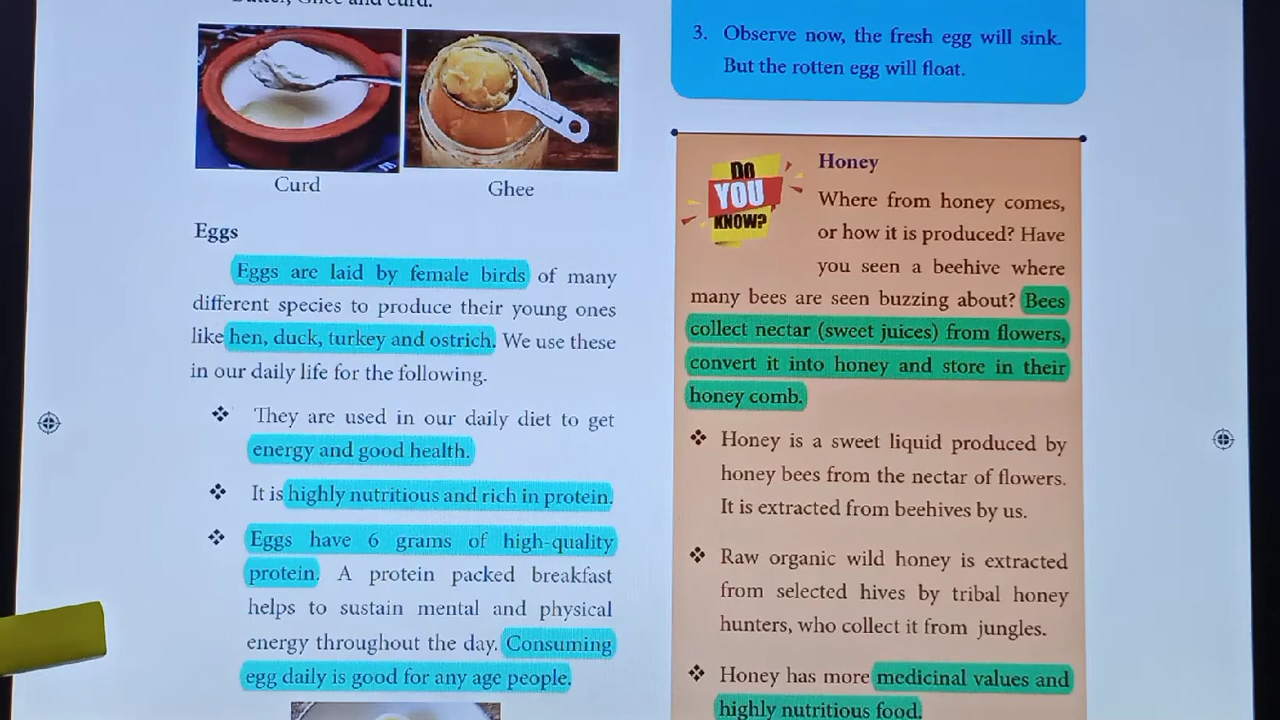 Butter, Ghee and curd.
Curd
Ghee
Eggs
Eggs are laid by female birds of many
different species to produce their young ones
like hen, duck, turkey and ostrich. We use these
in our daily life for the following.
❖ They are used in our daily diet to get
energy and good health.
❖ It is highly nutritious and rich in protein.
❖ Eggs have 6 grams of high-quality
protein. A protein packed breakfast
helps to sustain mental and physical
energy throughout the day. Consuming
egg daily is good for any age people.
3. Observe now, the fresh egg will sink.
But the rotten egg will float.
DO
YOU
KNOW?
Honey
Where from honey comes,
or how it is produced? Have
you seen a beehive where
many bees are seen buzzing about? Bees
collect nectar (sweet juices) from flowers,
convert it into honey and store in their
honey comb.
❖ Honey is a sweet liquid produced by
honey bees from the nectar of flowers.
It is extracted from beehives by us.
❖ Raw organic wild honey is extracted
from selected hives by tribal honey
hunters, who collect it from jungles.
❖ Honey has more medicinal values and
highly nutritious food.